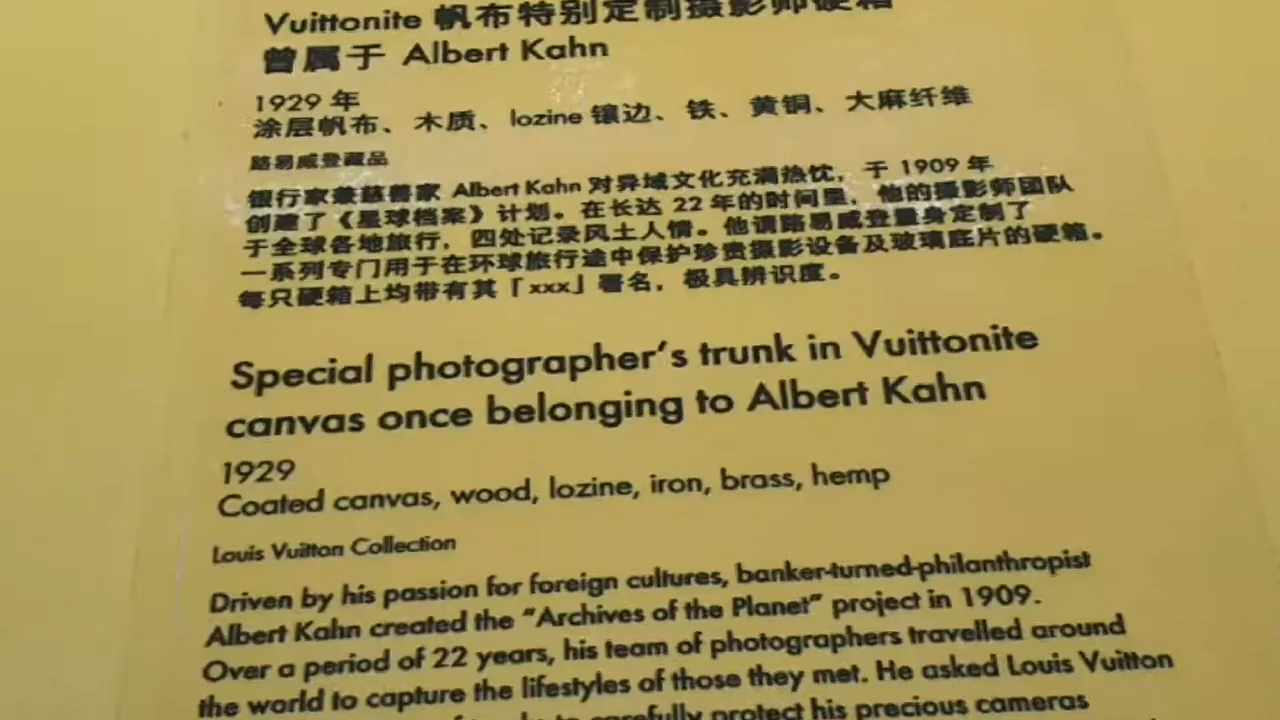 Vuittonite 帆布特别定制摄影师硬箱
曾属于 Albert Kahn
1929 年
涂层帆布、木质、lozine 镶边、铁、黄铜、大麻纤维
路易威登藏品
银行家兼慈善家 Albert Kahn 对异域文化充满热忱，于 1909 年
创建了《星球档案》计划。在长达 22 年的时间里，他的摄影师团队
于全球各地旅行，四处记录风土人情。他请路易威登量身定制了
一系列专门用于在环球旅行途中保护珍贵摄影设备及玻璃底片的硬箱。
每只硬箱上均带有其「xxx」署名，极具辨识度。
Special photographer's trunk in Vuittonite
canvas once belonging to Albert Kahn
1929
Coated canvas, wood, lozine, iron, brass, hemp
Louis Vuitton Collection
Driven by his passion for foreign cultures, banker-turned-philanthropist
Albert Kahn created the "Archives of the Planet" project in 1909.
Over a period of 22 years, his team of photographers travelled around
the world to capture the lifestyles of those they met. He asked Louis Vuitton
to carefully protect his precious cameras